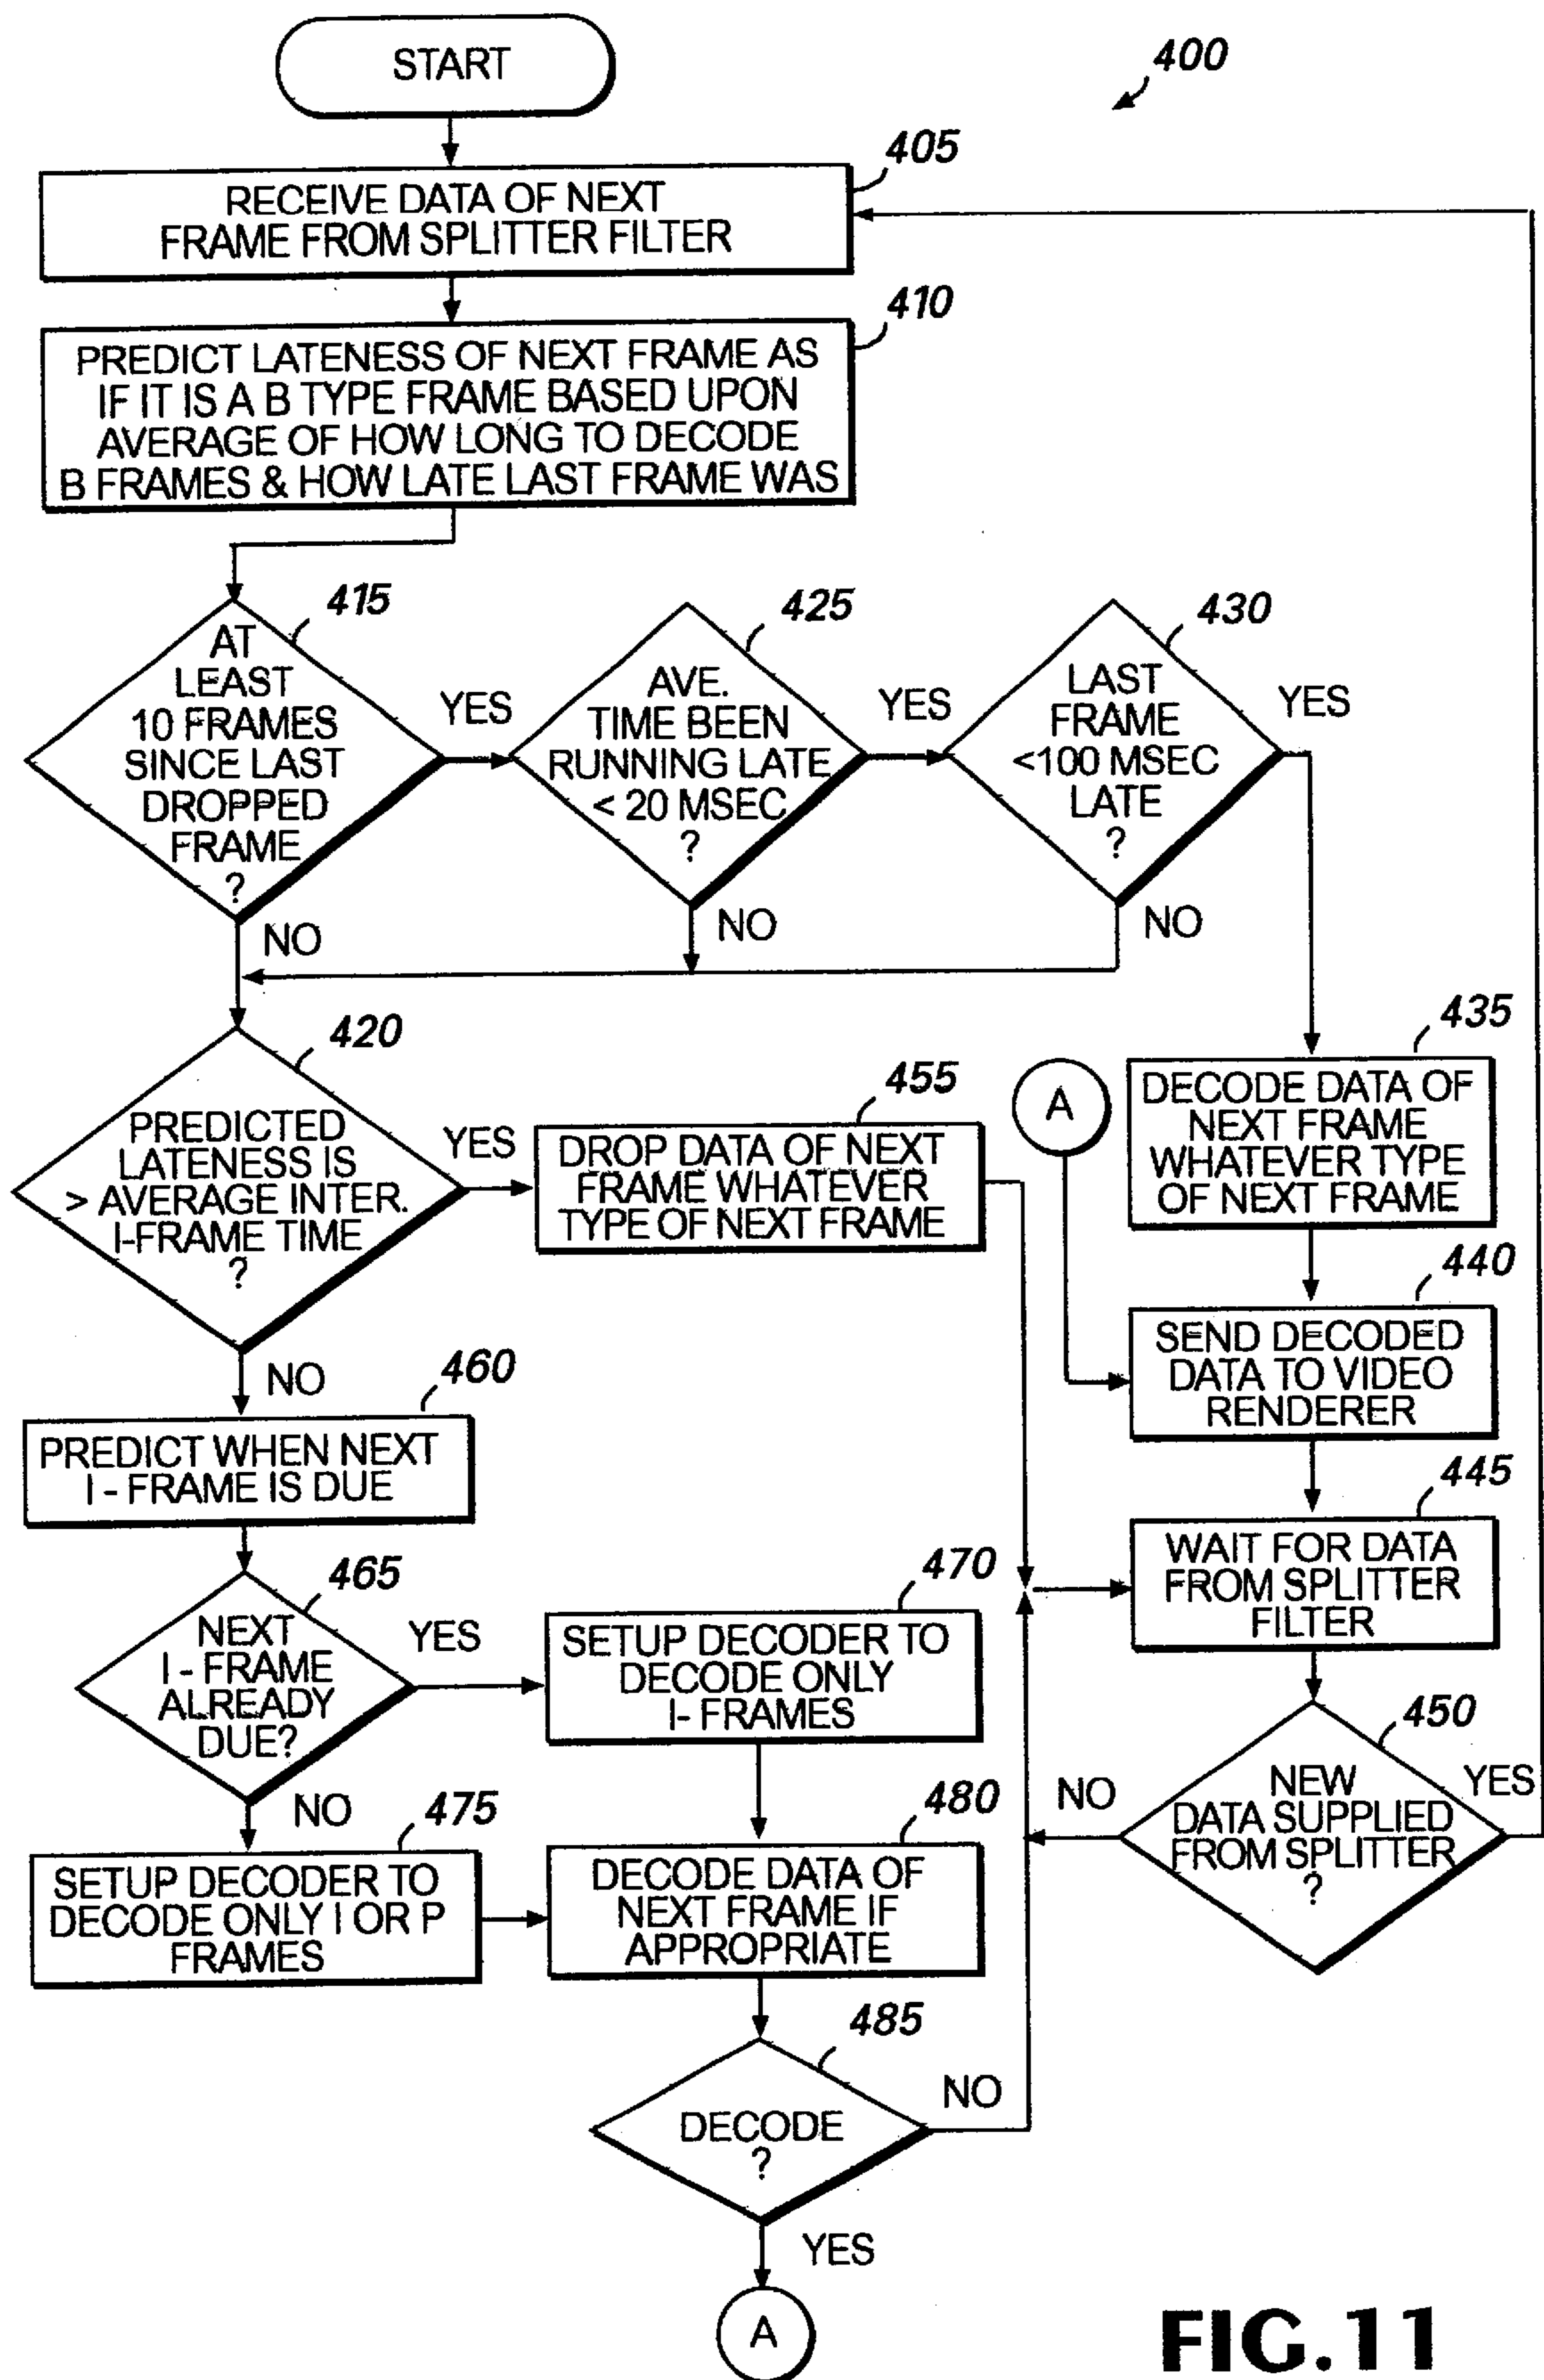 START
400
405
RECEIVE DATA OF NEXT
FRAME FROM SPLITTER FILTER
410
PREDICT LATENESS OF NEXT FRAME AS
IF IT IS A B TYPE FRAME BASED UPON
AVERAGE OF HOW LONG TO DECODE
B FRAMES & HOW LATE LAST FRAME WAS
415
AT
LEAST
10 FRAMES
SINCE LAST
DROPPED
FRAME
?
YES
NO
425
AVE.
TIME BEEN
RUNNING LATE
< 20 MSEC
?
YES
NO
430
LAST
FRAME
<100 MSEC
LATE
?
YES
NO
420
PREDICTED
LATENESS IS
> AVERAGE INTER.
I-FRAME TIME
?
YES
NO
455
DROP DATA OF NEXT
FRAME WHATEVER
TYPE OF NEXT FRAME
A
435
DECODE DATA OF
NEXT FRAME
WHATEVER TYPE
OF NEXT FRAME
440
SEND DECODED
DATA TO VIDEO
RENDERER
445
WAIT FOR DATA
FROM SPLITTER
FILTER
450
NEW
DATA SUPPLIED
FROM SPLITTER
?
NO
YES
460
PREDICT WHEN NEXT
I - FRAME IS DUE
465
NEXT
I - FRAME
ALREADY
DUE?
YES
NO
470
SETUP DECODER TO
DECODE ONLY
I- FRAMES
475
SETUP DECODER TO
DECODE ONLY I OR P
FRAMES
480
DECODE DATA OF
NEXT FRAME IF
APPROPRIATE
485
DECODE
?
NO
YES
A
FIG.11